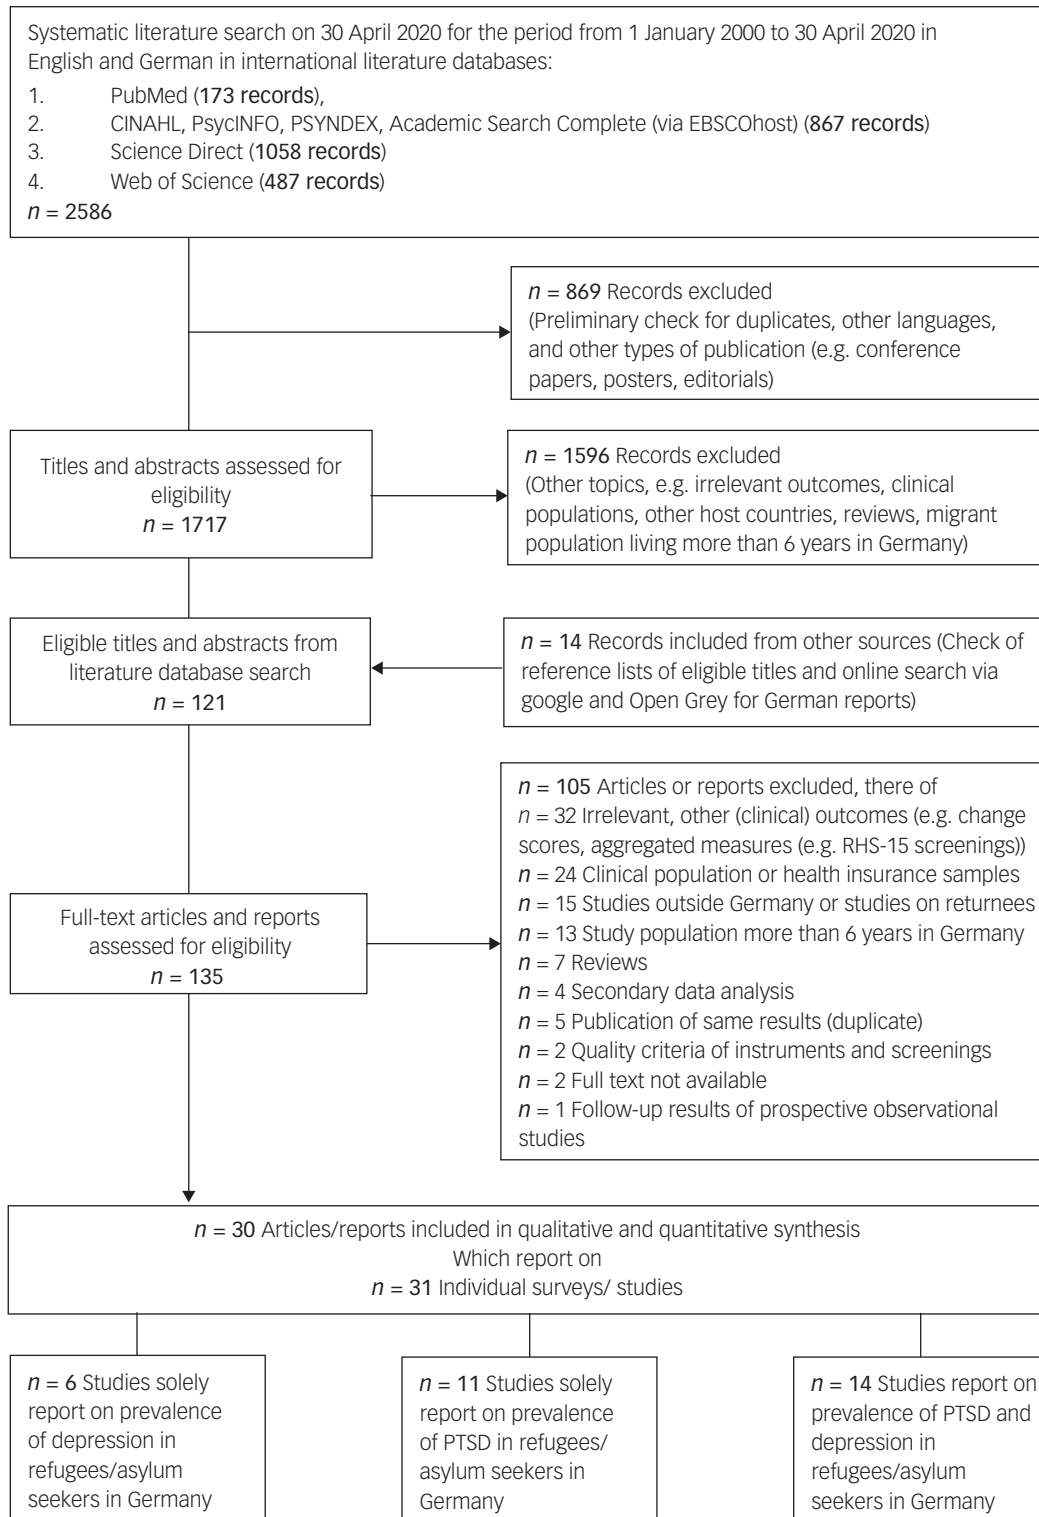 Systematic literature search on 30 April 2020 for the period from 1 January 2000 to 30 April 2020 in
English and German in international literature databases:
1. PubMed (173 records),
2. CINAHL, PsycINFO, PSYNDEX, Academic Search Complete (via EBSCOhost) (867 records)
3. Science Direct (1058 records)
4. Web of Science (487 records)
n = 2586
n = 869 Records excluded
(Preliminary check for duplicates, other languages,
and other types of publication (e.g. conference
papers, posters, editorials)
Titles and abstracts assessed for
eligibility
n = 1717
n = 1596 Records excluded
(Other topics, e.g. irrelevant outcomes, clinical
populations, other host countries, reviews, migrant
population living more than 6 years in Germany)
Eligible titles and abstracts from
literature database search
n = 121
n = 14 Records included from other sources (Check of
reference lists of eligible titles and online search via
google and Open Grey for German reports)
Full-text articles and reports
assessed for eligibility
n = 135
n = 105 Articles or reports excluded, there of
n = 32 Irrelevant, other (clinical) outcomes (e.g. change
scores, aggregated measures (e.g. RHS-15 screenings))
n = 24 Clinical population or health insurance samples
n = 15 Studies outside Germany or studies on returnees
n = 13 Study population more than 6 years in Germany
n = 7 Reviews
n = 4 Secondary data analysis
n = 5 Publication of same results (duplicate)
n = 2 Quality criteria of instruments and screenings
n = 2 Full text not available
n = 1 Follow-up results of prospective observational
studies
n = 30 Articles/reports included in qualitative and quantitative synthesis
Which report on
n = 31 Individual surveys/ studies
n = 6 Studies solely
report on prevalence
of depression in
refugees/asylum
seekers in Germany
n = 11 Studies solely
report on prevalence
of PTSD in refugees/
asylum seekers in
Germany
n = 14 Studies report on
prevalence of PTSD and
depression in
refugees/asylum
seekers in Germany